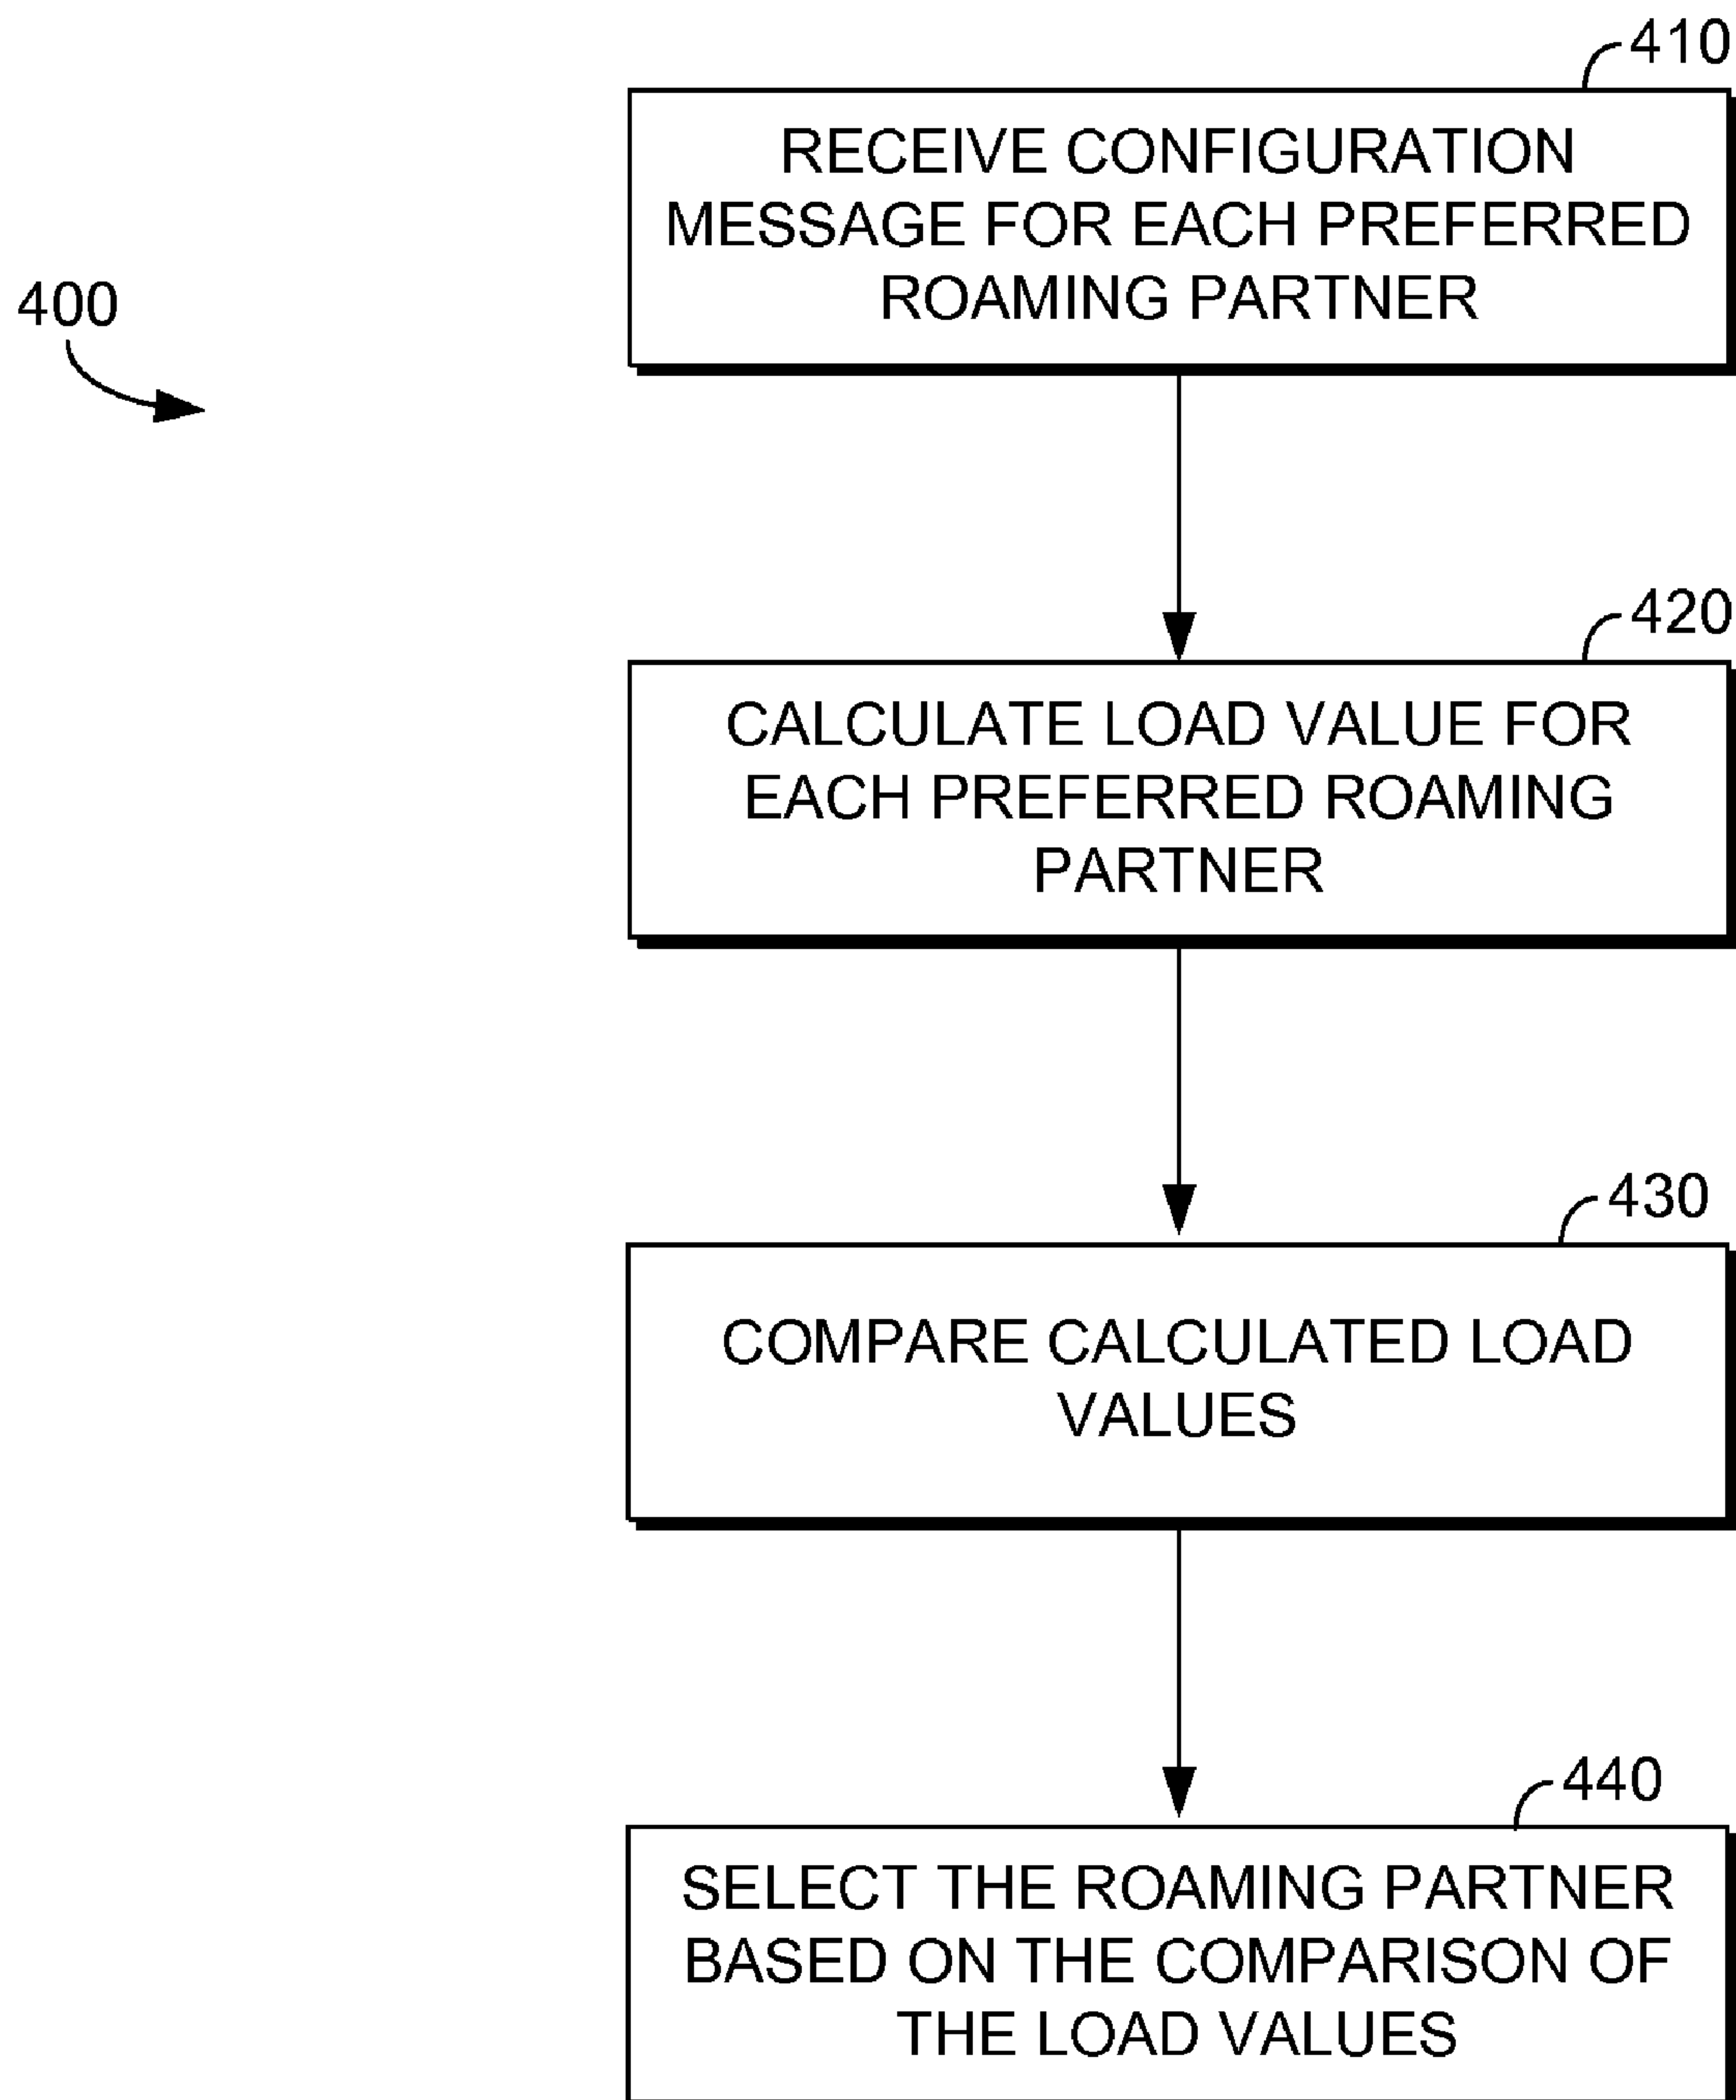 410
RECEIVE CONFIGURATION
MESSAGE FOR EACH PREFERRED
ROAMING PARTNER
400
420
CALCULATE LOAD VALUE FOR
EACH PREFERRED ROAMING
PARTNER
430
COMPARE CALCULATED LOAD
VALUES
440
SELECT THE ROAMING PARTNER
BASED ON THE COMPARISON OF
THE LOAD VALUES